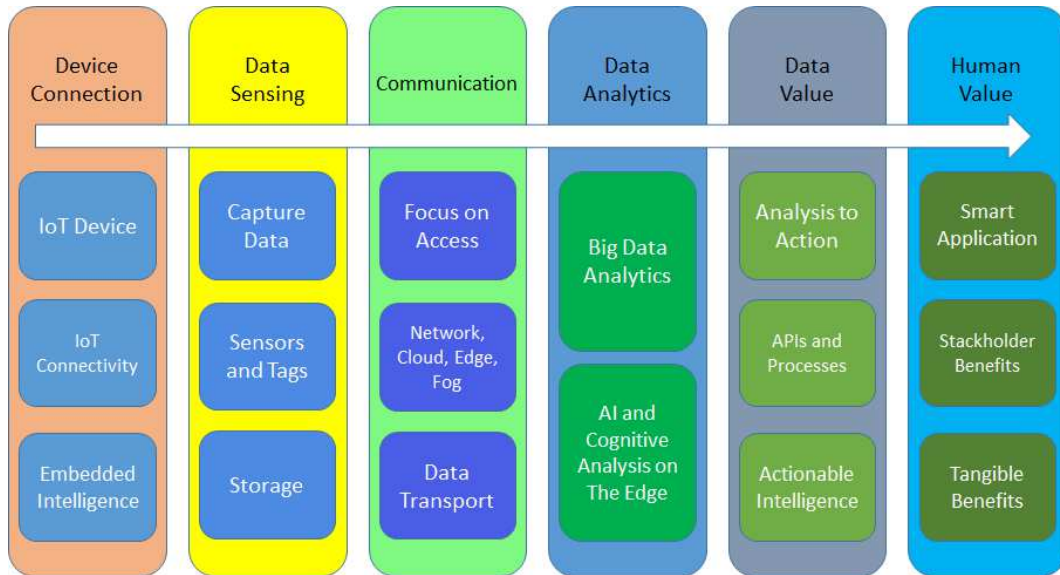 Device
Connection
Data
Sensing
Communication
Data
Analytics
Data
Value
Human
Value
IoT Device
IoT
Connectivity
Embedded
Intelligence
Capture
Data
Sensors
and Tags
Storage
Focus on
Access
Network,
Cloud, Edge,
Fog
Data
Transport
Big Data
Analytics
AI and
Cognitive
Analysis on
The Edge
Analysis to
Action
APIs and
Processes
Actionable
Intelligence
Smart
Application
Stackholder
Benefits
Tangible
Benefits